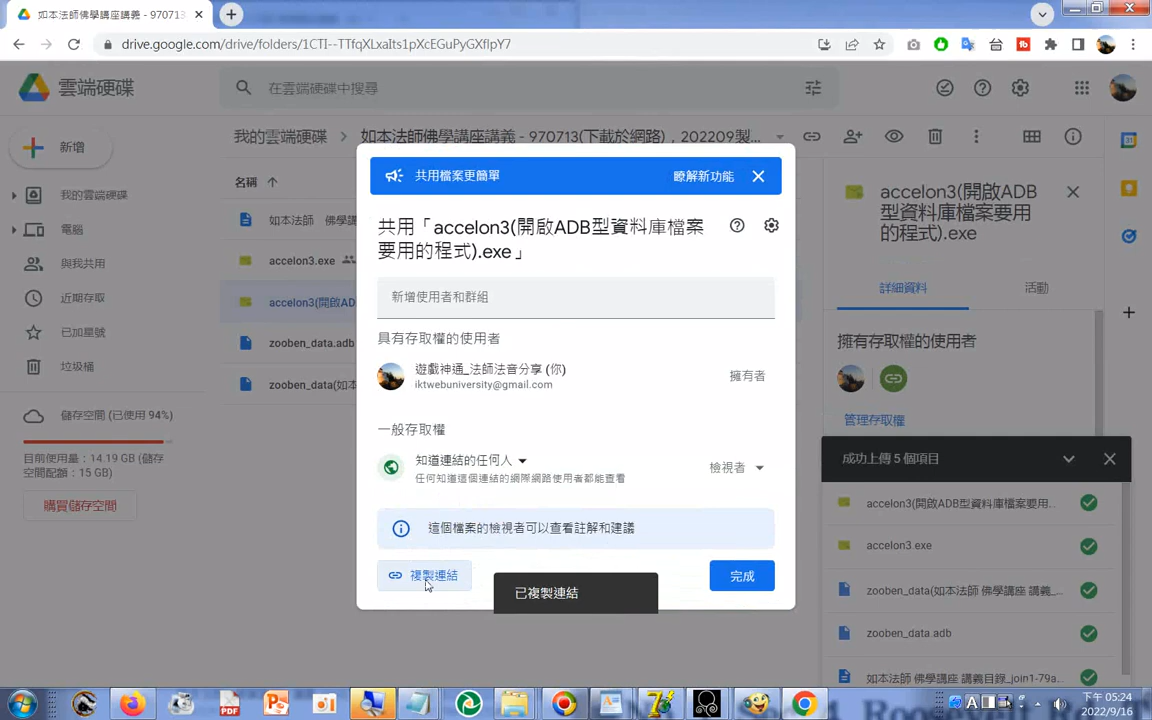 如本法師佛學講座講義 - 970713
drive.google.com/drive/folders/1CTI--TTfqXLxaIts1pXcEGuPyGXfIpY7
雲端硬碟
在雲端硬碟中搜尋
新增
我的雲端硬碟
電腦
與我共用
近期存取
已加星號
垃圾桶
儲存空間 (已使用 94%)
目前使用量：14.19 GB (儲存
空間配額：15 GB)
購買儲存空間
我的雲端硬碟
如本法師佛學講座講義 - 970713(下載於網路)，202209製...
名稱
如本法師 佛學講
accelon3.exe
accelon3(開啟AD
zooben_data.adb
zooben_data(如本
共用檔案更簡單
瞭解新功能
共用「accelon3(開啟ADB型資料庫檔案
要用的程式).exe」
新增使用者和群組
具有存取權的使用者
遊戲神通_法師法音分享 (你)
iktwebuniversity@gmail.com
擁有者
一般存取權
知道連結的任何人
任何知道這個連結的網際網路使用者都能查看
檢視者
這個檔案的檢視者可以查看註解和建議
複製連結
已複製連結
完成
accelon3(開啟ADB
型資料庫檔案要用
的程式).exe
詳細資料
活動
擁有存取權的使用者
管理存取權
成功上傳 5 個項目
accelon3(開啟ADB型資料庫檔案要用...
accelon3.exe
zooben_data(如本法師 佛學講座 講義_...
zooben_data.adb
如本法師 佛學講座 講義目錄_join1-79a...
下午 05:24
2022/9/16